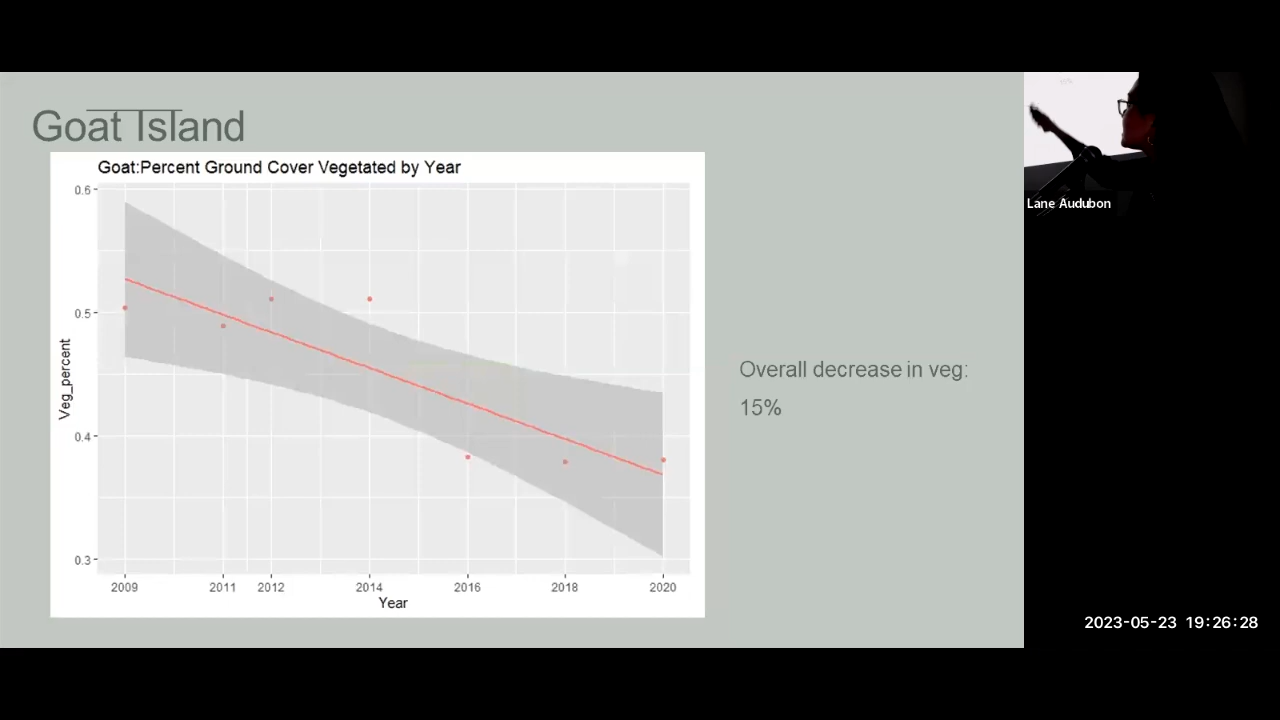 Goat Island
Goat:Percent Ground Cover Vegetated by Year
0.6
0.5
0.4
0.3
Veg_percent
2009 2011 2012 2014 2016 2018 2020
Year
Overall decrease in veg:
15%
Lane Audubon
2023-05-23 19:26:28